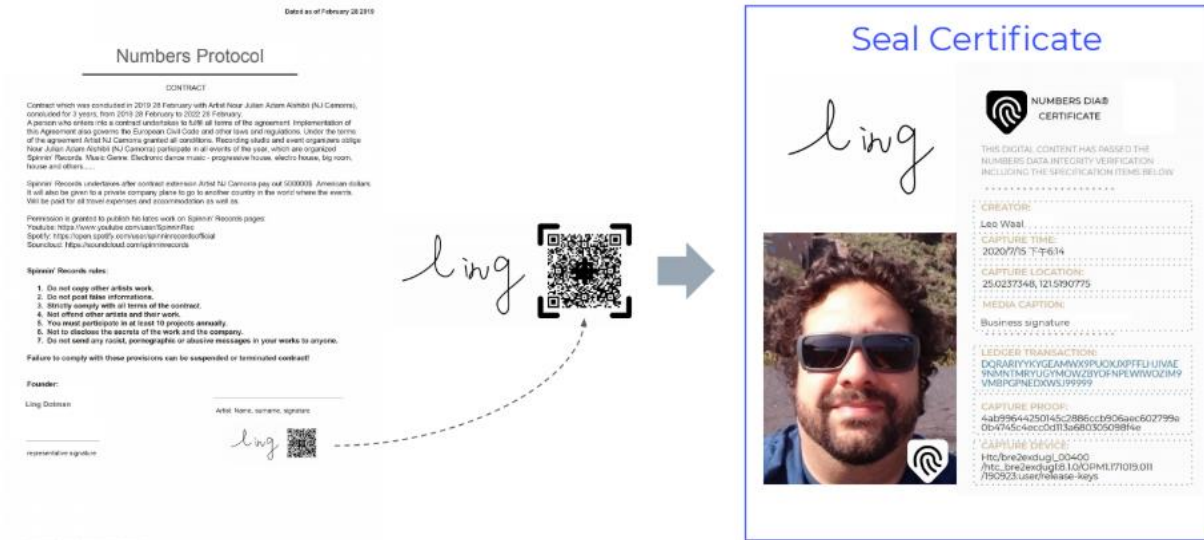 Dated as of February 28 2019
Numbers Protocol
CONTRACT
Contract which was concluded in 2019 28 February with Artist Nour Julian Adam Alshibli (NJ Camorra),
concluded for 3 years, from 2019 28 February to 2022 28 February.
A person who enters into a contract undertakes to fulfil all terms of the agreement. Implementation of
this Agreement also governs the European Civil Code and other laws and regulations. Under the terms
of the agreement Artist NJ Camorra granted all conditions. Recording studio and event organizers oblige
Nour Julian Adam Alshibli (NJ Camorra) participate in all events of the year, which are organized
Spinnin' Records. Music Genre: Electronic dance music - progressive house, electro house, big room,
house and others......
Spinnin' Records undertakes after contract extension Artist NJ Camorra pay out 500000$ American dollars.
It will also be given to a private company plane to go to another country in the world where the events.
Will be paid for all travel expenses and accommodation as well as.
Permission is granted to publish his lates work on Spinnin' Records pages:
Youtube: https://www.youtube.com/user/SpinninRec
Spotify: https://open.spotify.com/user/spinninrecordsofficial
Souncloud: https://soundcloud.com/spinninrecords
Spinnin' Records rules:
1. Do not copy other artists work.
2. Do not post false informations.
3. Strictly comply with all terms of the contract.
4. Not offend other artists and their work.
5. You must participate in at least 10 projects annually.
6. Not to disclose the secrets of the work and the company.
7. Do not send any racist, pornographic or abusive messages in your works to anyone.
Failure to comply with these provisions can be suspended or terminated contract!
Founder:
Ling Dotman
Artist: Name, surname, signature
ling
representative signature
ling
Seal Certificate
ling
NUMBERS DIA®
CERTIFICATE
THIS DIGITAL CONTENT HAS PASSED THE
NUMBERS DATA INTEGRITY VERIFICATION
INCLUDING THE SPECIFICATION ITEMS BELOW
CREATOR:
Leo Waal
CAPTURE TIME:
2020/7/15 下午6:14
CAPTURE LOCATION:
25.0237348, 121.5190775
MEDIA CAPTION:
Business signature
LEDGER TRANSACTION:
CAPTURE PROOF:
CAPTURE DEVICE:
Htc/bre2exdugl_00400
/htc_bre2exdugl:8.1.0/OPM1.171019.011
/190923:user/release-keys